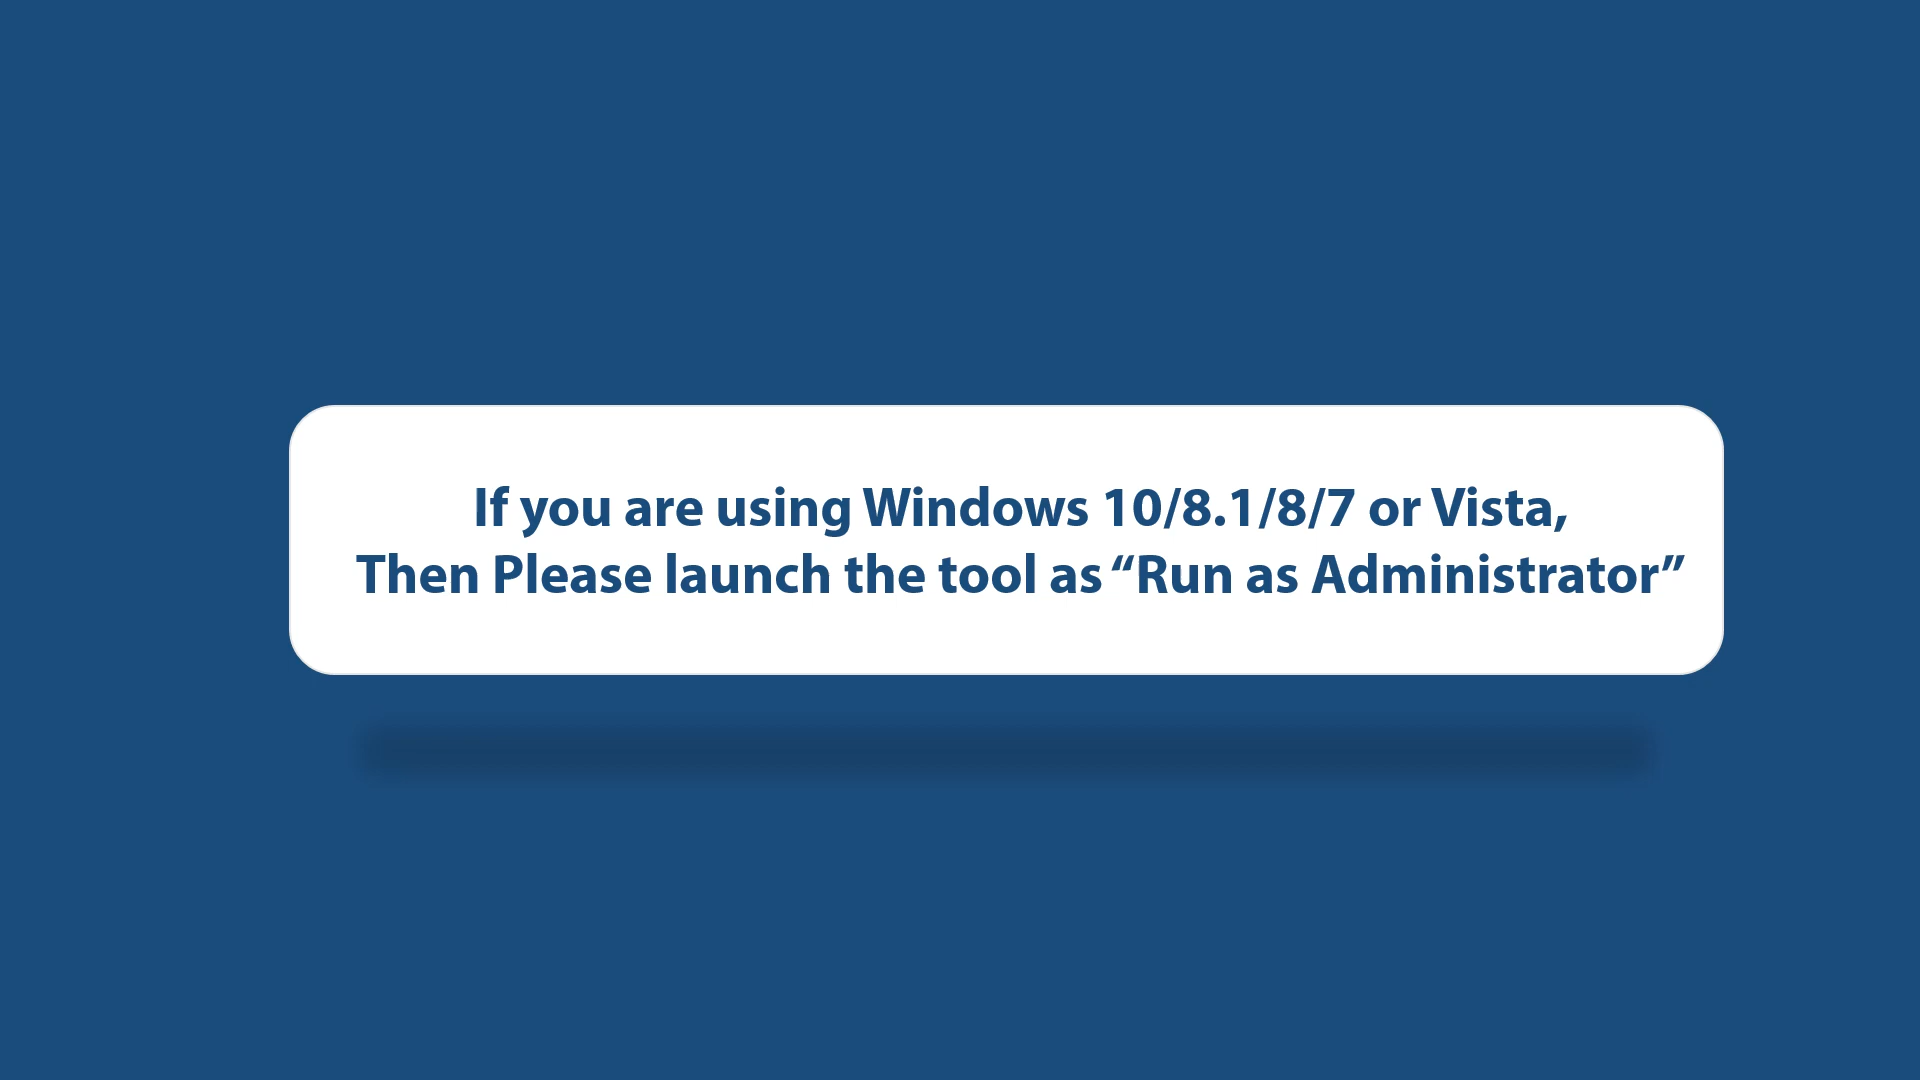 If you are using Windows 10/8.1/8/7 or Vista,
Then Please launch the tool as “Run as Administrator”